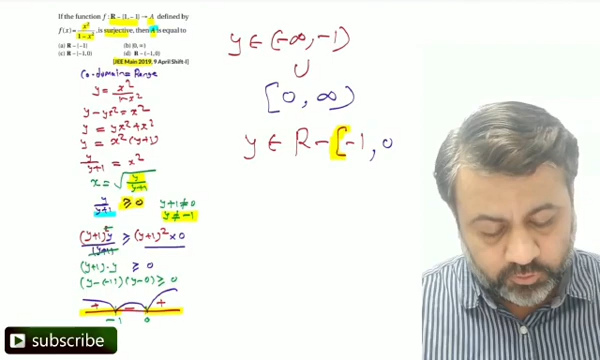 If the function f : R – {1, –1} → A defined by
f(x) = x²/(1–x²), is surjective, then A is equal to
(a) R – {–1} (b) [0, ∞)
(c) R – [–1, 0) (d) R – (–1, 0)
[JEE Main 2019, 9 April Shift-I]
Co-domain = Range
y = x²/(1-x²)
y - yx² = x²
y = yx² + x²
y = x²(y+1)
y/(y+1) = x²
x = √(y/(y+1))
y/(y+1) ≥ 0 y+1 ≠ 0
y ≠ -1
(y+1)² y/(y+1) ≥ (y+1)² × 0
(y+1) · y ≥ 0
(y-(-1)) (y-0) ≥ 0
+ - +
-1 0
y ∈ (-∞, -1)
∪
[0, ∞)
y ∈ R - [-1, 0
subscribe